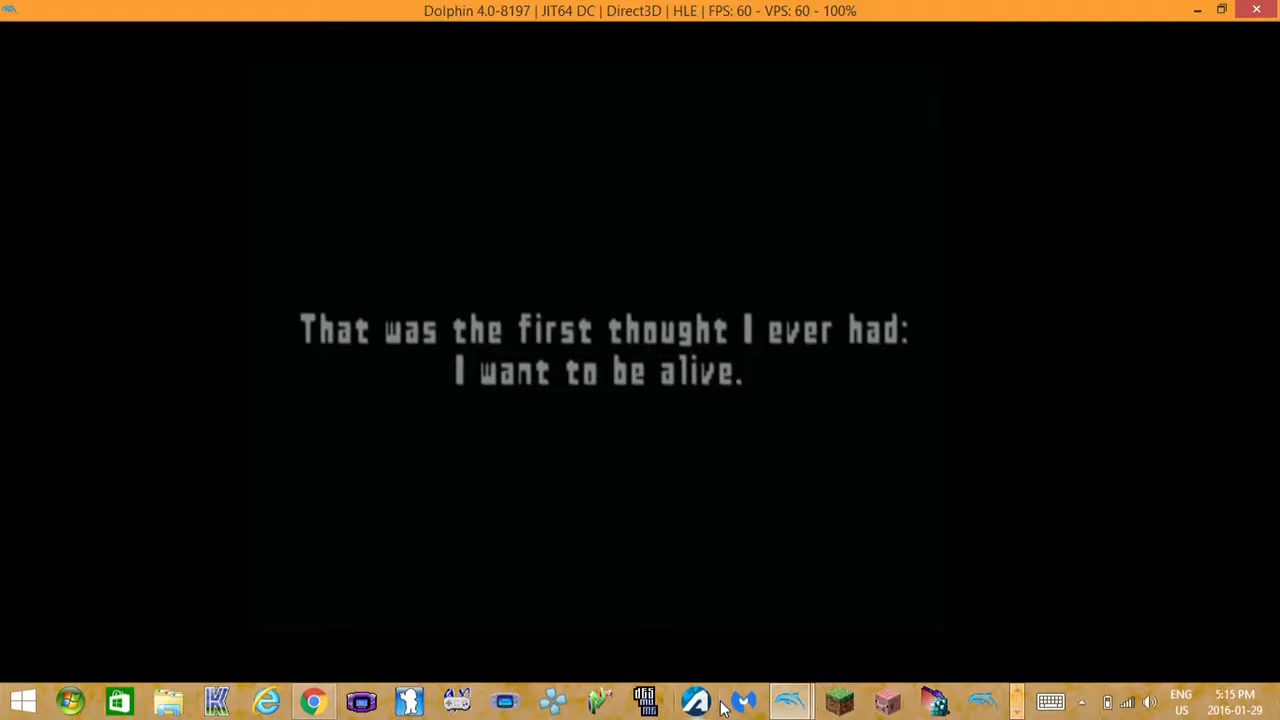 Dolphin 4.0-8197 | JIT64 DC | Direct3D | HLE | FPS: 60 - VPS: 60 - 100%
That was the first thought I ever had:
I want to be alive.
ENG 5:15 PM
US 2016-01-29